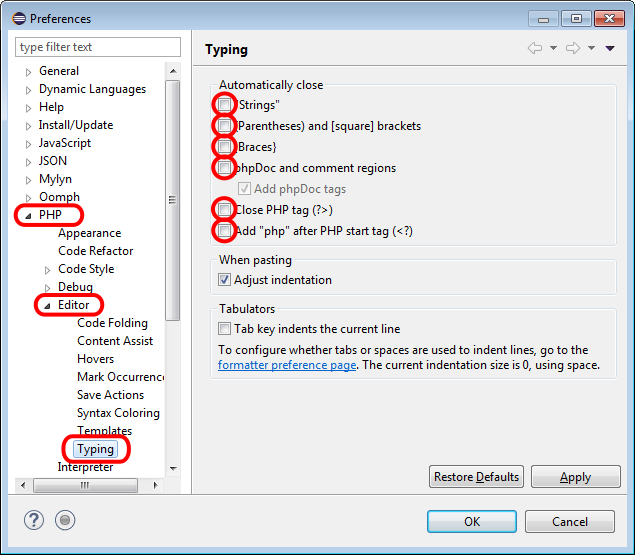 Preferences
type filter text
General
Dynamic Languages
Help
Install/Update
JavaScript
JSON
Mylyn
Oomph
PHP
Appearance
Code Refactor
Code Style
Debug
Editor
Code Folding
Content Assist
Hovers
Mark Occurrence
Save Actions
Syntax Coloring
Templates
Typing
Interpreter
Typing
Automatically close
"Strings"
(Parentheses) and [square] brackets
{Braces}
phpDoc and comment regions
Add phpDoc tags
Close PHP tag (?>)
Add "php" after PHP start tag (<?)
When pasting
Adjust indentation
Tabulators
Tab key indents the current line
To configure whether tabs or spaces are used to indent lines, go to the
formatter preference page. The current indentation size is 0, using space.
Restore Defaults
Apply
?
OK
Cancel